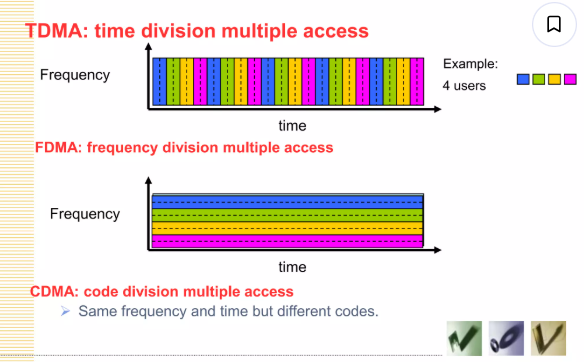 TDMA: time division multiple access
Frequency
Example:
4 users
time
FDMA: frequency division multiple access
Frequency
time
CDMA: code division multiple access
Same frequency and time but different codes.